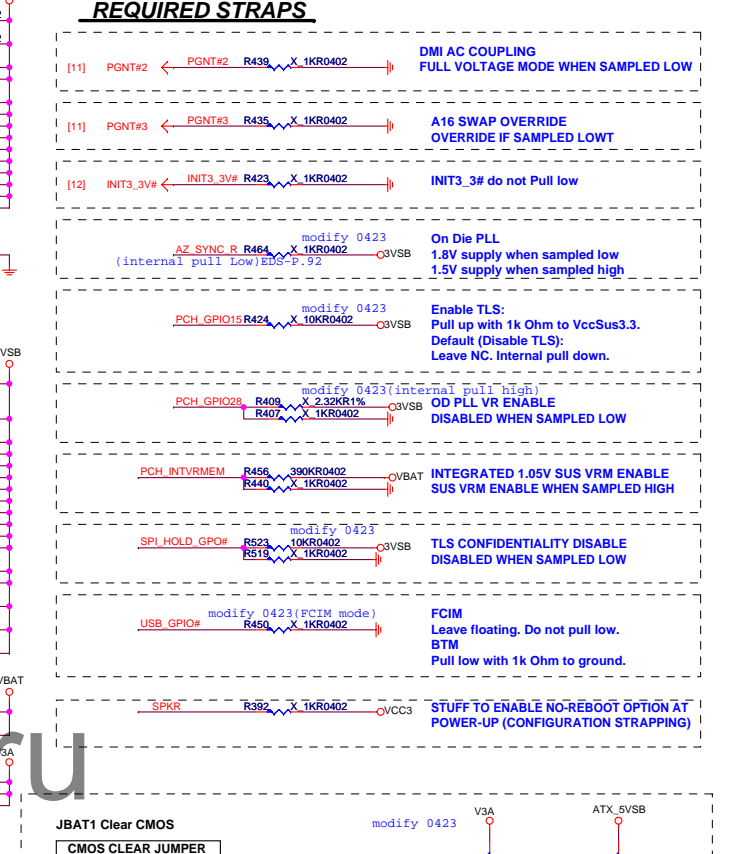 REQUIRED STRAPS
[11] PGNT#2 PGNT#2 R439 X_1KR0402
DMI AC COUPLING
FULL VOLTAGE MODE WHEN SAMPLED LOW
[11] PGNT#3 PGNT#3 R435 X_1KR0402
A16 SWAP OVERRIDE
OVERRIDE IF SAMPLED LOWT
[12] INIT3_3V# INIT3_3V# R423 X_1KR0402
INIT3_3# do not Pull low
modify 0423
AZ_SYNC_R R464 X_1KR0402 3VSB
(internal pull Low)EDS-P.92
On Die PLL
1.8V supply when sampled low
1.5V supply when sampled high
modify 0423
PCH_GPIO15 R424 X_10KR0402 3VSB
Enable TLS:
Pull up with 1k Ohm to VccSus3.3.
Default (Disable TLS):
Leave NC. Internal pull down.
VSB
modify 0423(internal pull high)
PCH_GPIO28 R409 X_2.32KR1% 3VSB
R407 X_1KR0402
OD PLL VR ENABLE
DISABLED WHEN SAMPLED LOW
PCH_INTVRMEM R456 390KR0402 VBAT
R440 X_1KR0402
INTEGRATED 1.05V SUS VRM ENABLE
SUS VRM ENABLE WHEN SAMPLED HIGH
modify 0423
SPI_HOLD_GPO# R523 10KR0402 3VSB
R519 X_1KR0402
TLS CONFIDENTIALITY DISABLE
DISABLED WHEN SAMPLED LOW
modify 0423(FCIM mode)
USB_GPIO# R450 X_1KR0402
FCIM
Leave floating. Do not pull low.
BTM
Pull low with 1k Ohm to ground.
VBAT
SPKR R392 X_1KR0402 VCC3
STUFF TO ENABLE NO-REBOOT OPTION AT
POWER-UP (CONFIGURATION STRAPPING)
3A
ru
JBAT1 Clear CMOS
modify 0423
V3A
ATX_5VSB
CMOS CLEAR JUMPER